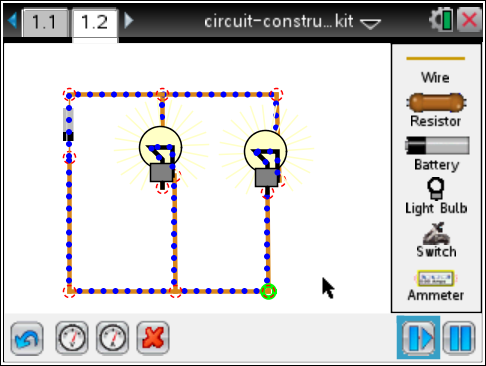 1.1
1.2
circuit-constru...kit
Wire
Resistor
Battery
Light Bulb
Switch
Ammeter